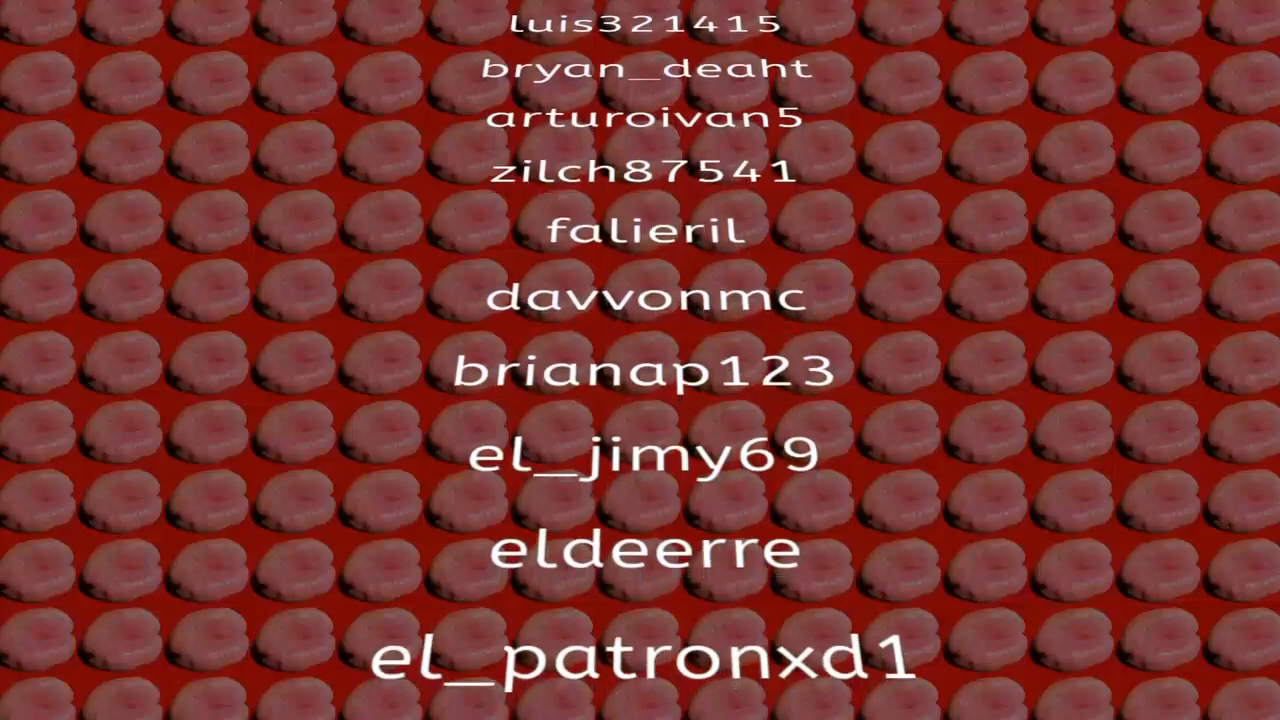 luis321415
bryan_deaht
arturoivan5
zilch87541
falieril
davvonmc
brianap123
el_jimy69
eldeerre
el_patronxd1